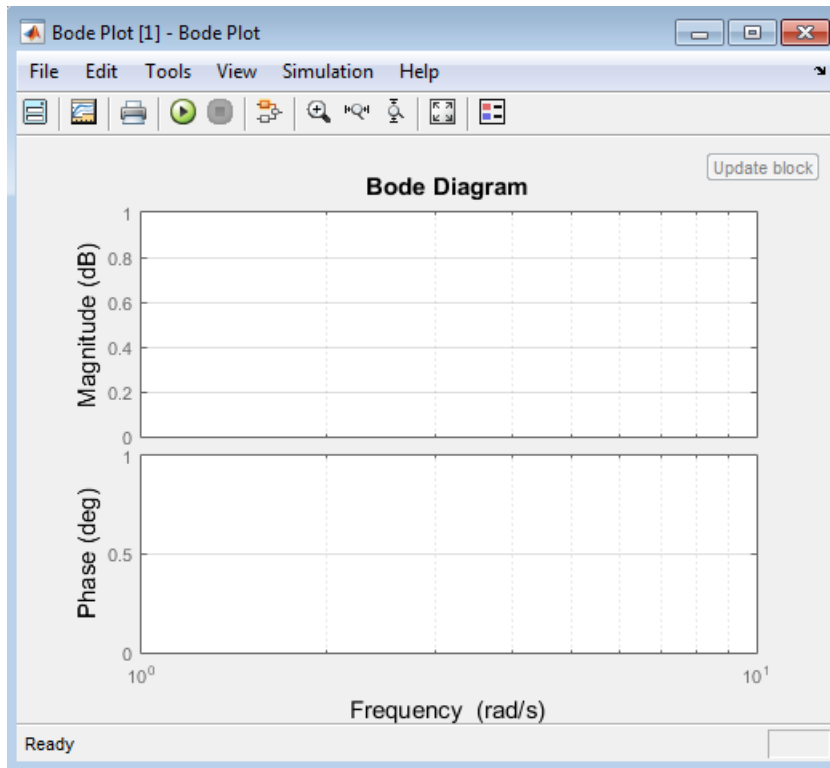 Bode Plot [1] - Bode Plot
File Edit Tools View Simulation Help
Update block
Bode Diagram
Magnitude (dB)
1
0.8
0.6
0.4
0.2
0
Phase (deg)
1
0.5
0
10⁰ 10¹
Frequency (rad/s)
Ready